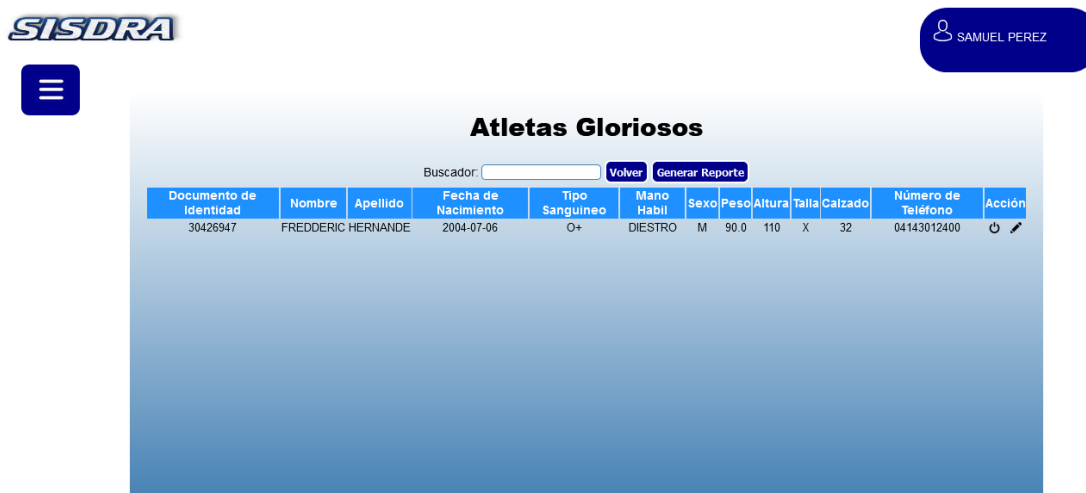 SISDRA
SAMUEL PEREZ
Atletas Gloriosos
Buscador: Volver Generar Reporte
Documento de Identidad Nombre Apellido Fecha de Nacimiento Tipo Sanguineo Mano Habil Sexo Peso Altura Talla Calzado Número de Teléfono Acción
30426947 FREDDERIC HERNANDE 2004-07-06 O+ DIESTRO M 90.0 110 X 32 04143012400